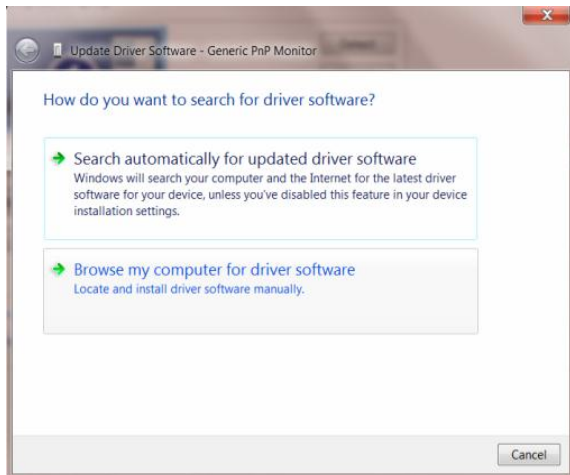 Update Driver Software - Generic PnP Monitor
How do you want to search for driver software?
Search automatically for updated driver software
Windows will search your computer and the Internet for the latest driver
software for your device, unless you've disabled this feature in your device
installation settings.
Browse my computer for driver software
Locate and install driver software manually.
Cancel